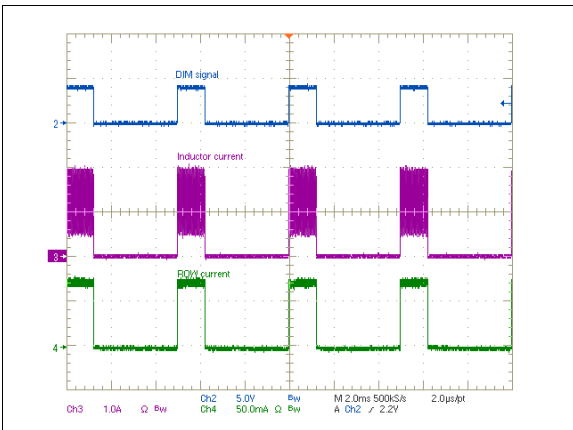 DIM signal
2
Inductor current
3
ROW current
4
Ch2 5.0V Bw M 2.0ms 500kS/s 2.0µs/pt
Ch3 1.0A Ω Bw Ch4 50.0mA Ω Bw A Ch2 ∕ 2.2V